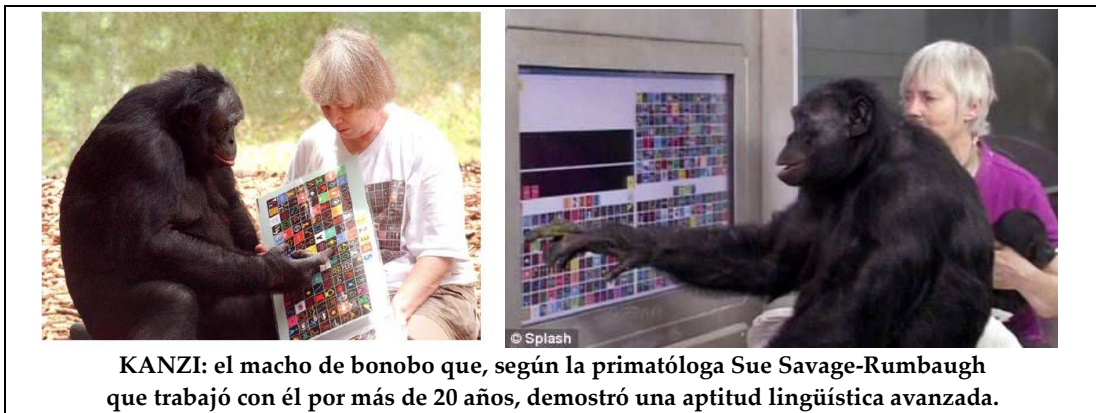 © Splash
KANZI: el macho de bonobo que, según la primatóloga Sue Savage-Rumbaugh
que trabajó con él por más de 20 años, demostró una aptitud lingüística avanzada.